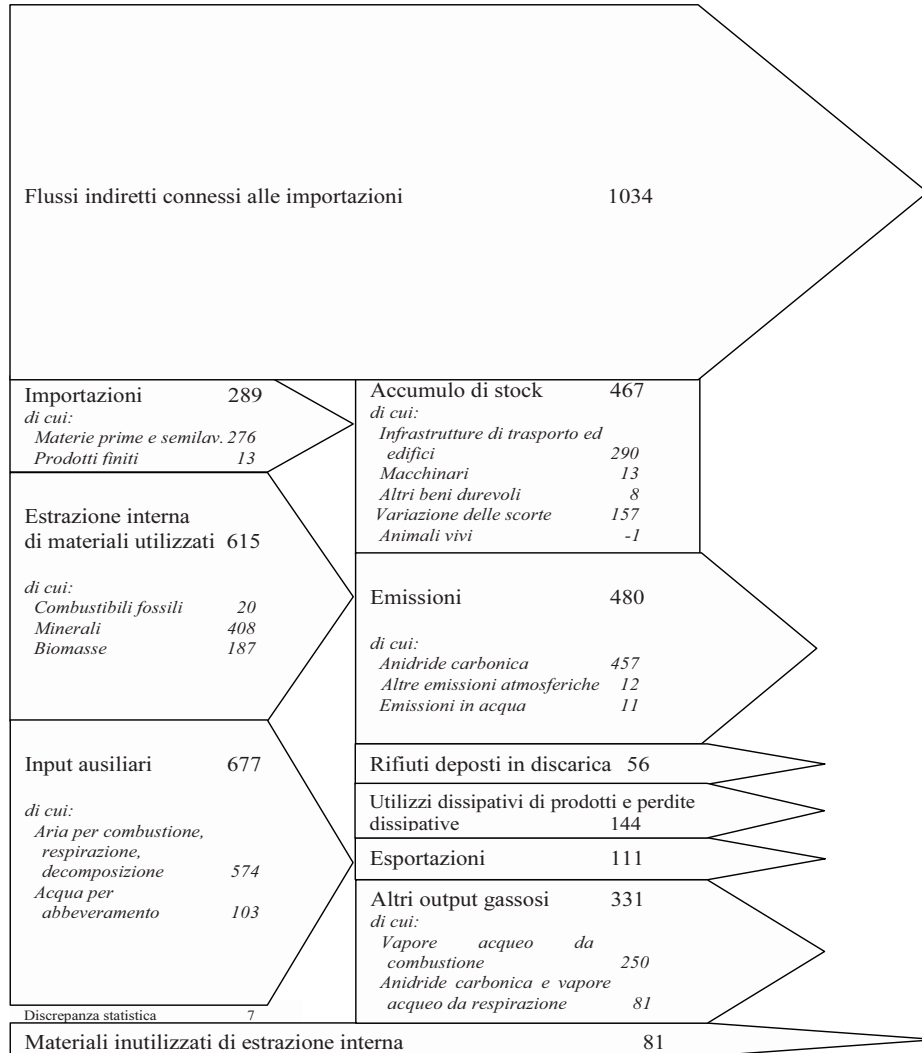 Flussi indiretti connessi alle importazioni 1034
Importazioni 289
di cui:
Materie prime e semilav. 276
Prodotti finiti 13
Estrazione interna
di materiali utilizzati 615
di cui:
Combustibili fossili 20
Minerali 408
Biomasse 187
Input ausiliari 677
di cui:
Aria per combustione,
respirazione,
decomposizione 574
Acqua per
abbeveramento 103
Discrepanza statistica 7
Accumulo di stock 467
di cui:
Infrastrutture di trasporto ed
edifici 290
Macchinari 13
Altri beni durevoli 8
Variazione delle scorte 157
Animali vivi -1
Emissioni 480
di cui:
Anidride carbonica 457
Altre emissioni atmosferiche 12
Emissioni in acqua 11
Rifiuti deposti in discarica 56
Utilizzi dissipativi di prodotti e perdite
dissipative 144
Esportazioni 111
Altri output gassosi 331
di cui:
Vapore acqueo da
combustione 250
Anidride carbonica e vapore
acqueo da respirazione 81
Materiali inutilizzati di estrazione interna 81